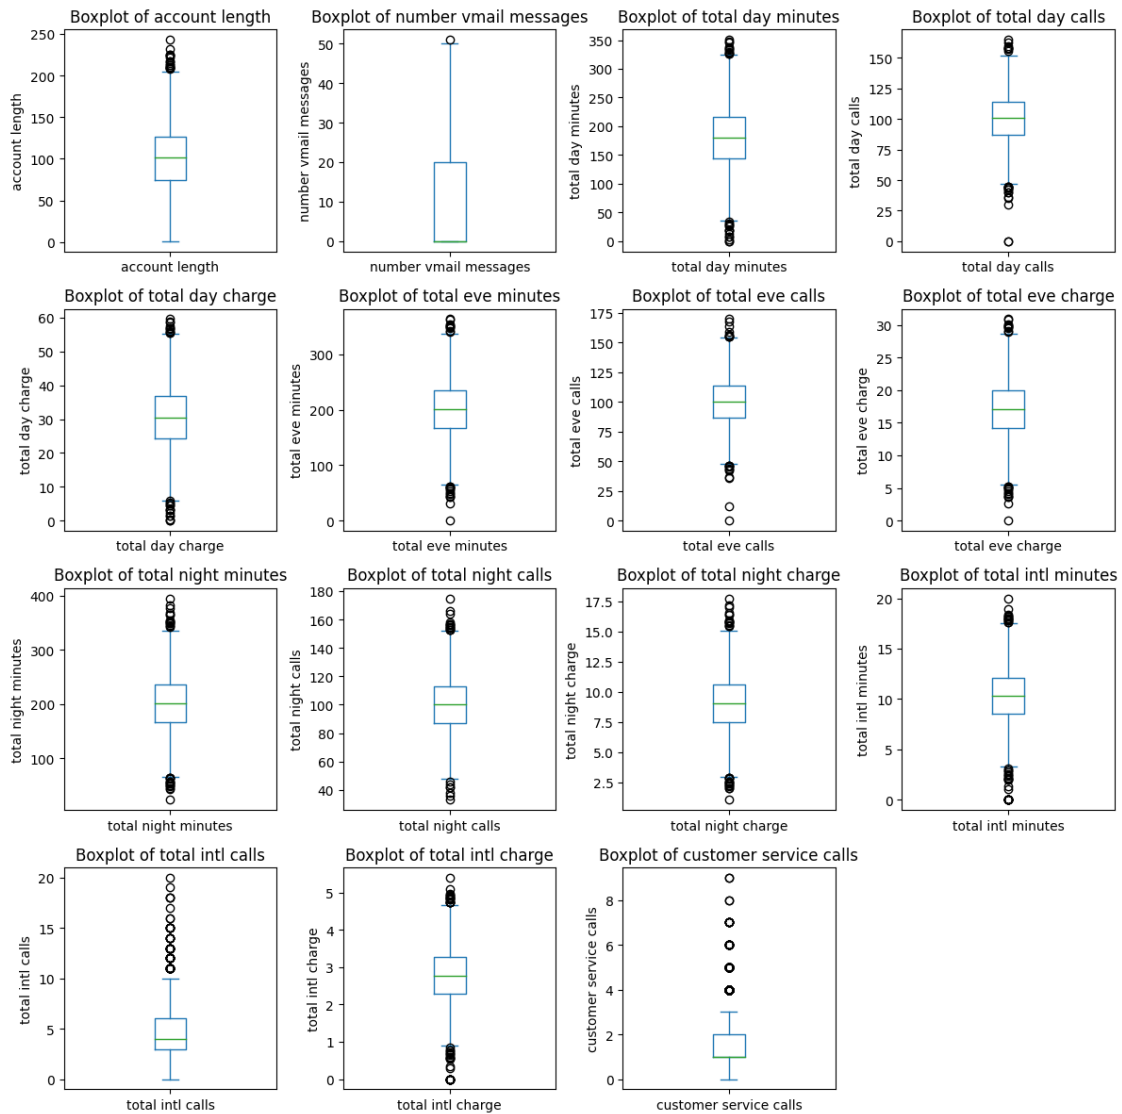 Boxplot of account length
250
200
150
100
50
0
account length
account length
Boxplot of number vmail messages
50
40
30
20
10
0
number vmail messages
number vmail messages
Boxplot of total day minutes
350
300
250
200
150
100
50
0
total day minutes
total day minutes
Boxplot of total day calls
150
125
100
75
50
25
0
total day calls
total day calls
Boxplot of total day charge
60
50
40
30
20
10
0
total day charge
total day charge
Boxplot of total eve minutes
300
200
100
0
total eve minutes
total eve minutes
Boxplot of total eve calls
175
150
125
100
75
50
25
0
total eve calls
total eve calls
Boxplot of total eve charge
30
25
20
15
10
5
0
total eve charge
total eve charge
Boxplot of total night minutes
400
300
200
100
total night minutes
total night minutes
Boxplot of total night calls
180
160
140
120
100
80
60
40
total night calls
total night calls
Boxplot of total night charge
17.5
15.0
12.5
10.0
7.5
5.0
2.5
total night charge
total night charge
Boxplot of total intl minutes
20
15
10
5
0
total intl minutes
total intl minutes
Boxplot of total intl calls
20
15
10
5
0
total intl calls
total intl calls
Boxplot of total intl charge
5
4
3
2
1
0
total intl charge
total intl charge
Boxplot of customer service calls
8
6
4
2
0
customer service calls
customer service calls